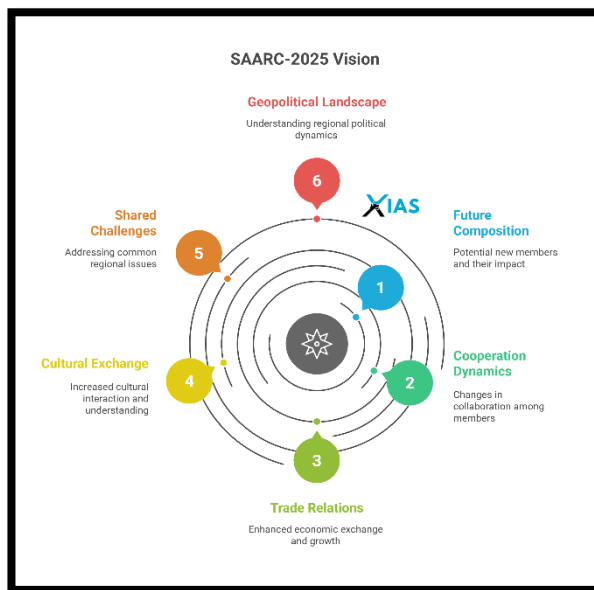 SAARC-2025 Vision
Geopolitical Landscape
Understanding regional political
dynamics
6
XIAS
Future
Composition
Potential new members
and their impact
1
Shared
Challenges
Addressing common
regional issues
5
Cultural Exchange
Increased cultural
interaction and
understanding
4
Cooperation
Dynamics
Changes in
collaboration among
members
2
3
Trade Relations
Enhanced economic exchange
and growth